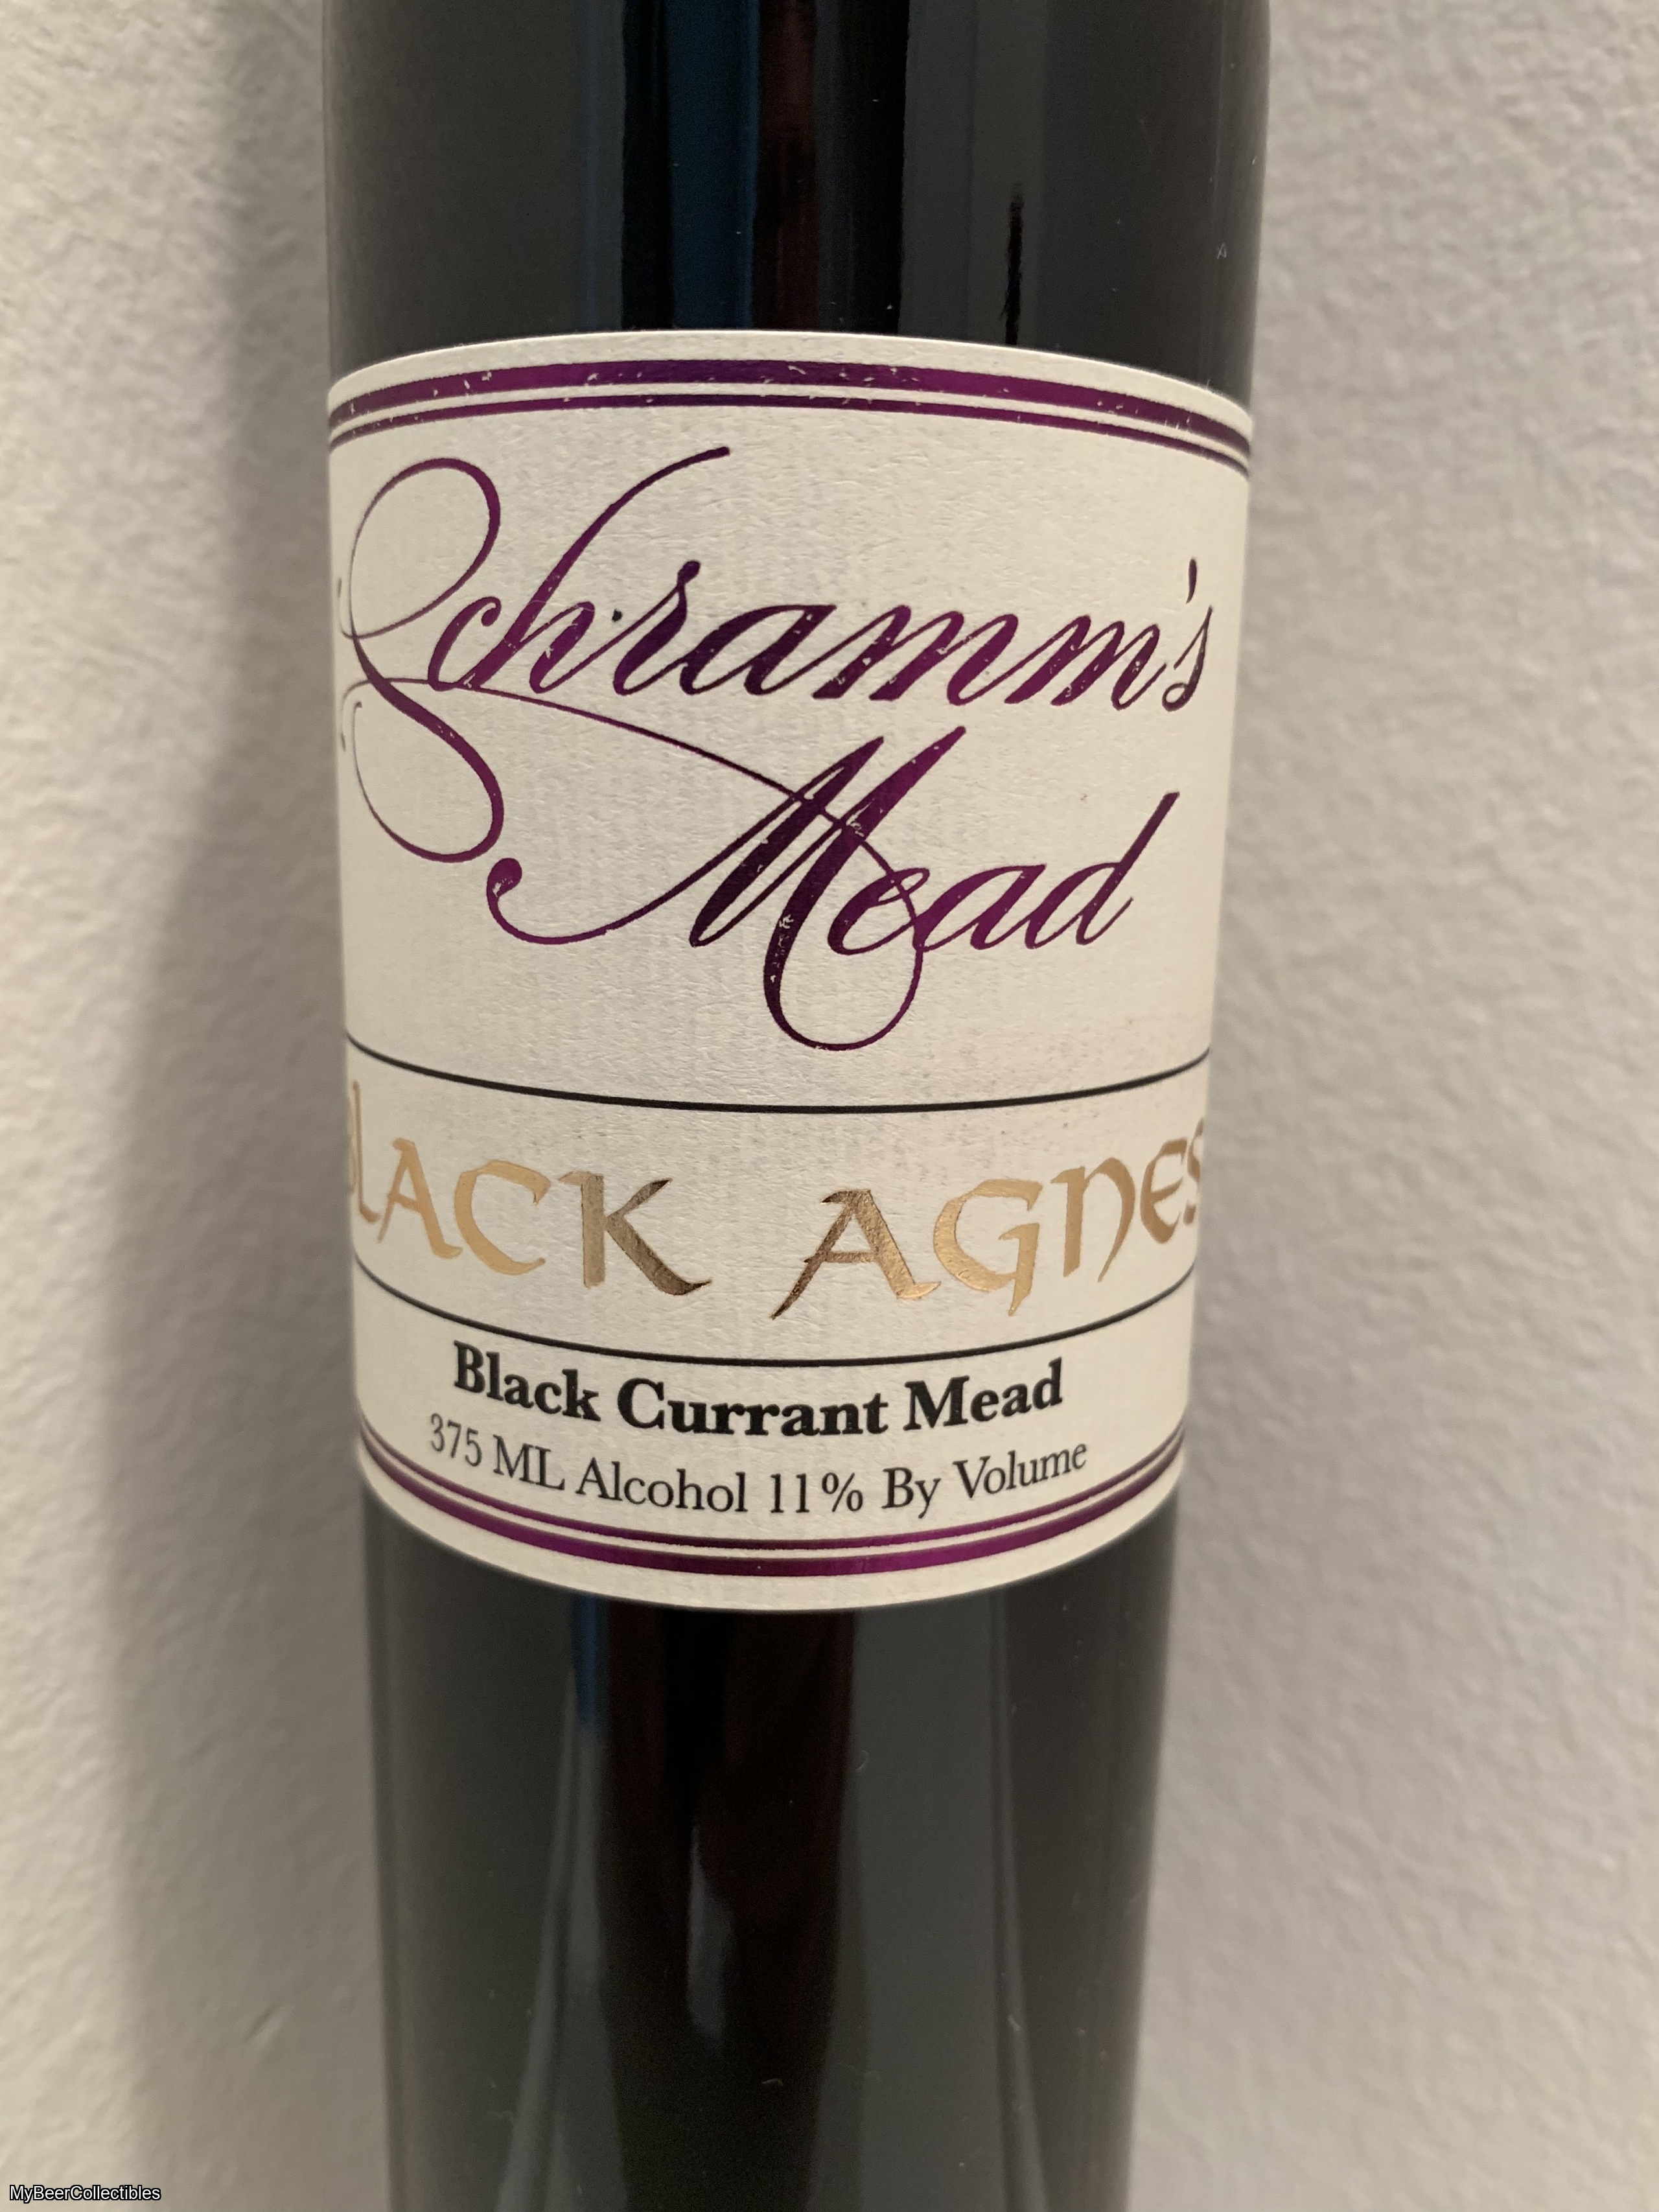 Schramm's
Mead
BLACK AGNES
Black Currant Mead
375 ML Alcohol 11% By Volume
MyBeerCollectibles